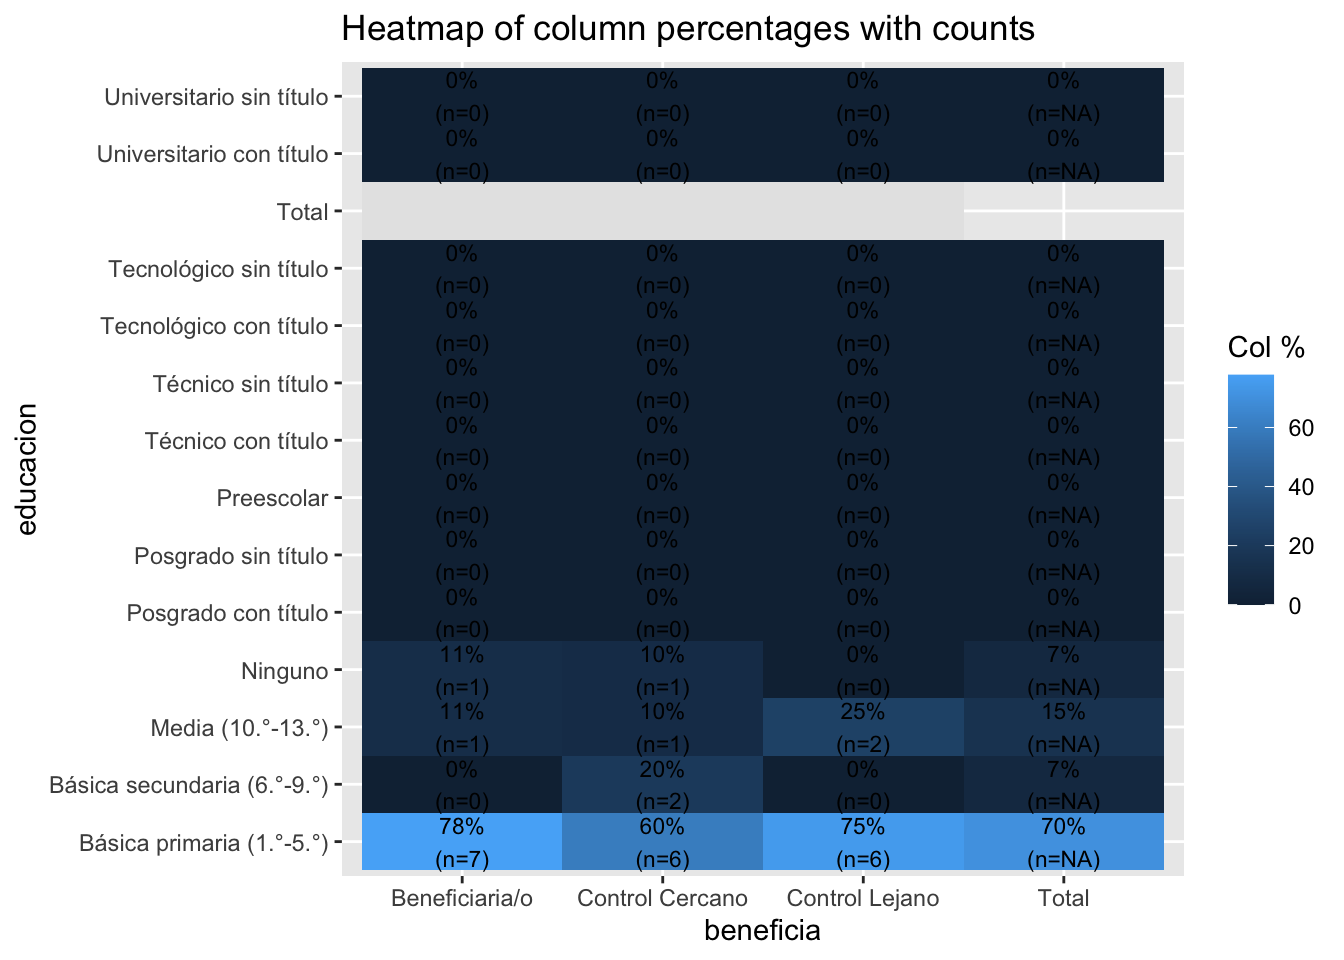 Heatmap of column percentages with counts
educacion
Universitario sin título
0% 0% 0% 0%
(n=0) (n=0) (n=0) (n=NA)
Universitario con título
0% 0% 0% 0%
(n=0) (n=0) (n=0) (n=NA)
Total
Tecnológico sin título
0% 0% 0% 0%
(n=0) (n=0) (n=0) (n=NA)
Tecnológico con título
0% 0% 0% 0%
(n=0) (n=0) (n=0) (n=NA)
Técnico sin título
0% 0% 0% 0%
(n=0) (n=0) (n=0) (n=NA)
Técnico con título
0% 0% 0% 0%
(n=0) (n=0) (n=0) (n=NA)
Preescolar
0% 0% 0% 0%
(n=0) (n=0) (n=0) (n=NA)
Posgrado sin título
0% 0% 0% 0%
(n=0) (n=0) (n=0) (n=NA)
Posgrado con título
0% 0% 0% 0%
(n=0) (n=0) (n=0) (n=NA)
Ninguno
11% 10% 0% 7%
(n=1) (n=1) (n=0) (n=NA)
Media (10.°-13.°)
11% 10% 25% 15%
(n=1) (n=1) (n=2) (n=NA)
Básica secundaria (6.°-9.°)
0% 20% 0% 7%
(n=0) (n=2) (n=0) (n=NA)
Básica primaria (1.°-5.°)
78% 60% 75% 70%
(n=7) (n=6) (n=6) (n=NA)
Beneficiaria/o Control Cercano Control Lejano Total
beneficia
Col %
60
40
20
0